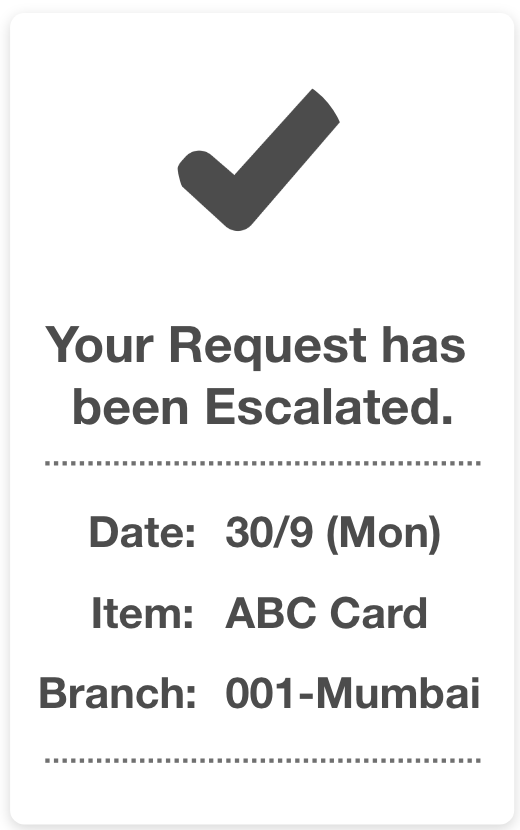 Your Request has
been Escalated.
Date: 30/9 (Mon)
Item: ABC Card
Branch: 001-Mumbai